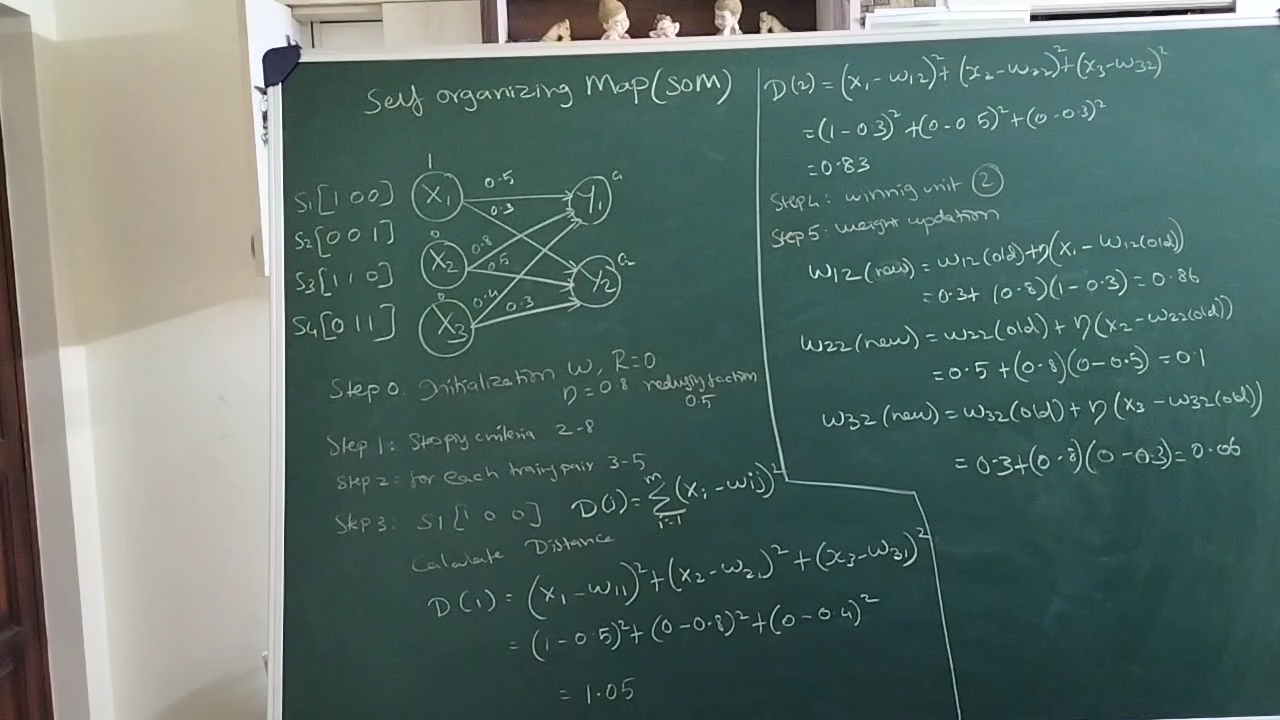 Self organizing Map(SOM)
1
S1[1 0 0]
S2[0 0 1]
S3[1 1 0]
S4[0 1 1]
X1
0
X2
0
X3
0.5
0.3
0.8
0.5
0.4
0.3
Y1
Y2
Step 0. Initialization W, R=0
η=0.8 redusing faction
0.5
Step 1: criteria 2-8
Step 2: for each pair 3-5
Step 3: S1[1 0 0] D(j)=∑_{i=1}^{m}(xi-wij)²
Calculate Distance
D(1) = (x1-w11)²+(x2-w21)²+(x3-w31)²
= (1-0.5)²+(0-0.8)²+(0-0.4)²
= 1.05
D(2) = (x1-w12)²+(x2-w22)²+(x3-w32)²
=(1-0.3)²+(0-0.5)²+(0-0.3)²
=0.83
Step4: winnig unit 2
Step 5: weight updation
W12(new) = W12(old)+η(x1-W12(old))
=0.3+ (0.8)(1-0.3) = 0.86
W22(new) = W22(old)+η(x2-W22(old))
=0.5+(0.8)(0-0.5) =0.1
W32(new) = W32(old)+η(x3-W32(old))
= 0.3+(0.8)(0-0.3)=0.06